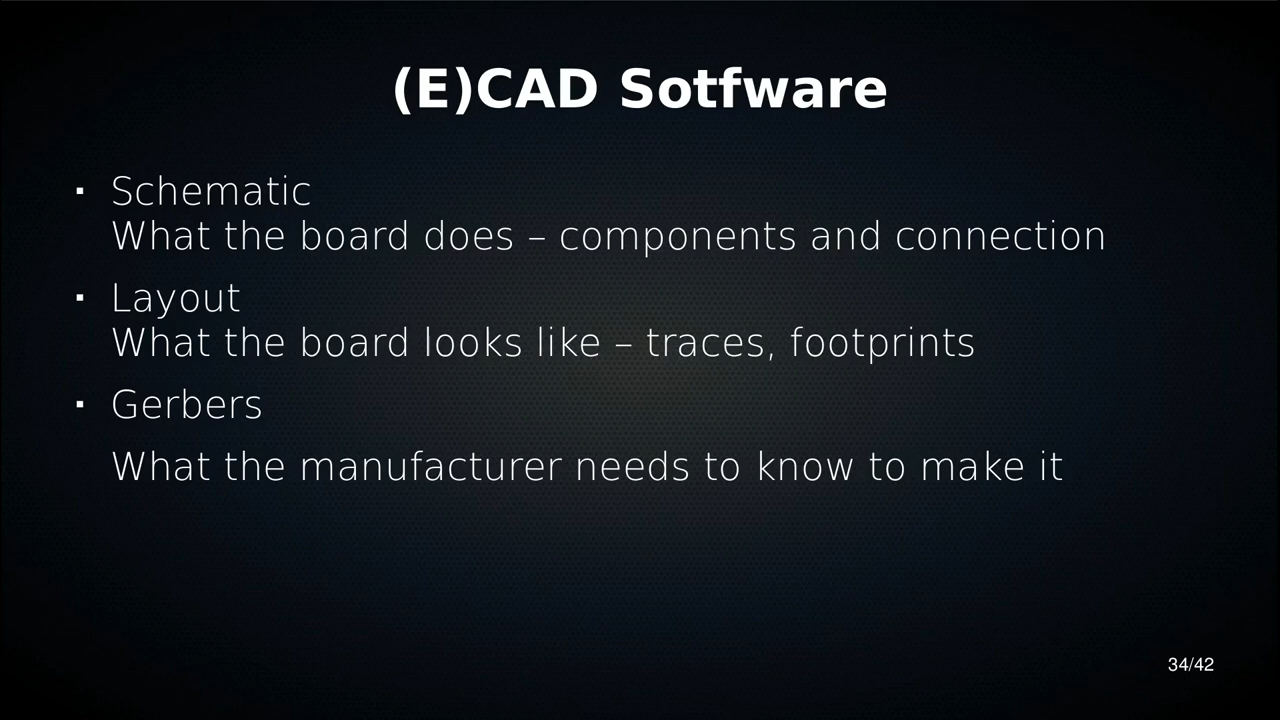 (E)CAD Sotfware
▪ Schematic
What the board does – components and connection
▪ Layout
What the board looks like – traces, footprints
▪ Gerbers
What the manufacturer needs to know to make it
34/42